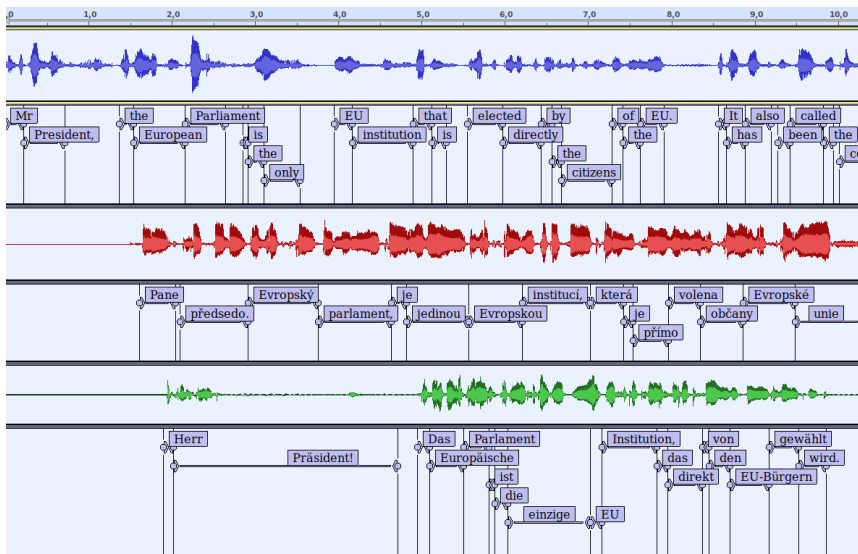 ,0 1,0 2,0 3,0 4,0 5,0 6,0 7,0 8,0 9,0 10,0
Mr the Parliament EU that elected by of EU. It also called
President, European is institution is directly the the has been the
the the
only citizens
Pane Evropský je institucí, která volena Evropské
předsedo. parlament, jedinou Evropskou je občany unie
přímo
Herr Das Parlament Institution, von gewählt
Präsident! Europäische das den wird.
ist direkt EU-Bürgern
die
einzige EU